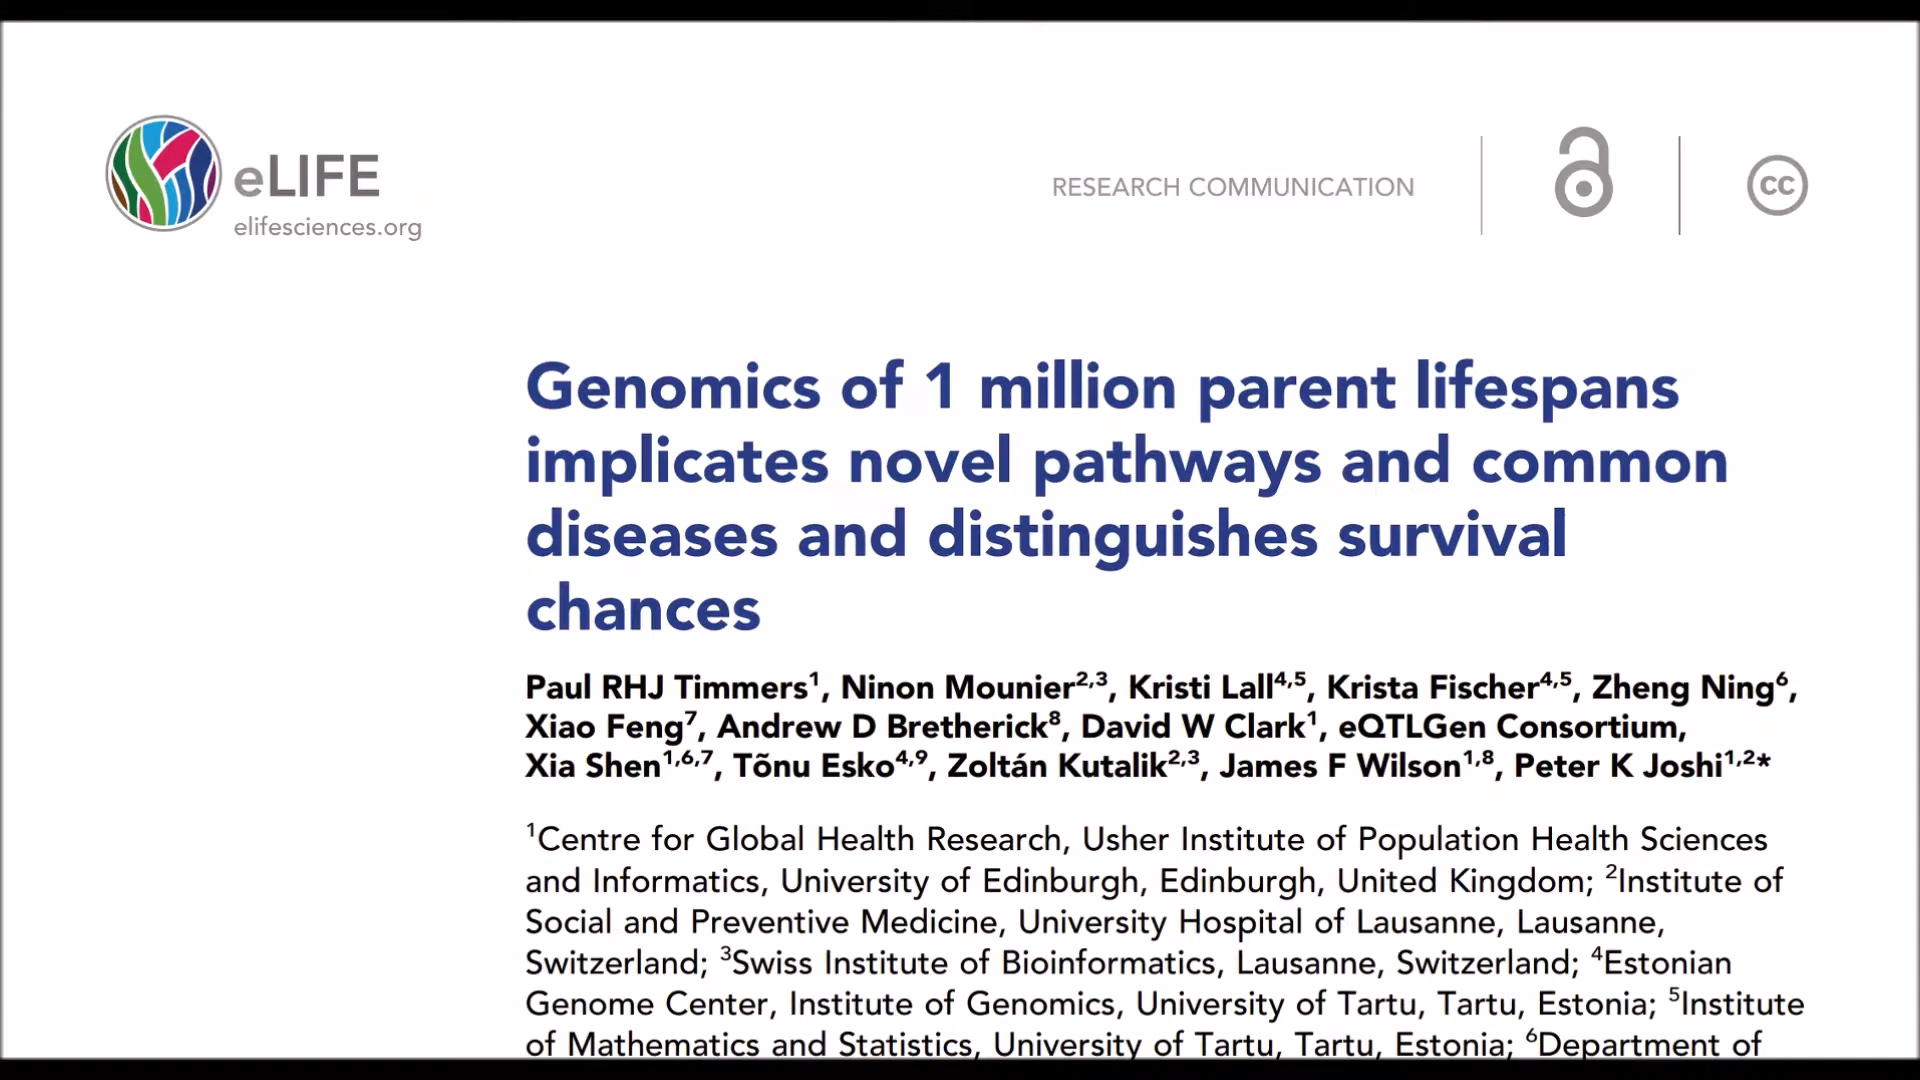 eLIFE
elifesciences.org
RESEARCH COMMUNICATION
cc
Genomics of 1 million parent lifespans
implicates novel pathways and common
diseases and distinguishes survival
chances
Paul RHJ Timmers¹, Ninon Mounier²,³, Kristi Lall⁴,⁵, Krista Fischer⁴,⁵, Zheng Ning⁶,
Xiao Feng⁷, Andrew D Bretherick⁸, David W Clark¹, eQTLGen Consortium,
Xia Shen¹,⁶,⁷, Tõnu Esko⁴,⁹, Zoltán Kutalik²,³, James F Wilson¹,⁸, Peter K Joshi¹,²*
¹Centre for Global Health Research, Usher Institute of Population Health Sciences
and Informatics, University of Edinburgh, Edinburgh, United Kingdom; ²Institute of
Social and Preventive Medicine, University Hospital of Lausanne, Lausanne,
Switzerland; ³Swiss Institute of Bioinformatics, Lausanne, Switzerland; ⁴Estonian
Genome Center, Institute of Genomics, University of Tartu, Tartu, Estonia; ⁵Institute
of Mathematics and Statistics, University of Tartu, Tartu, Estonia; ⁶Department of